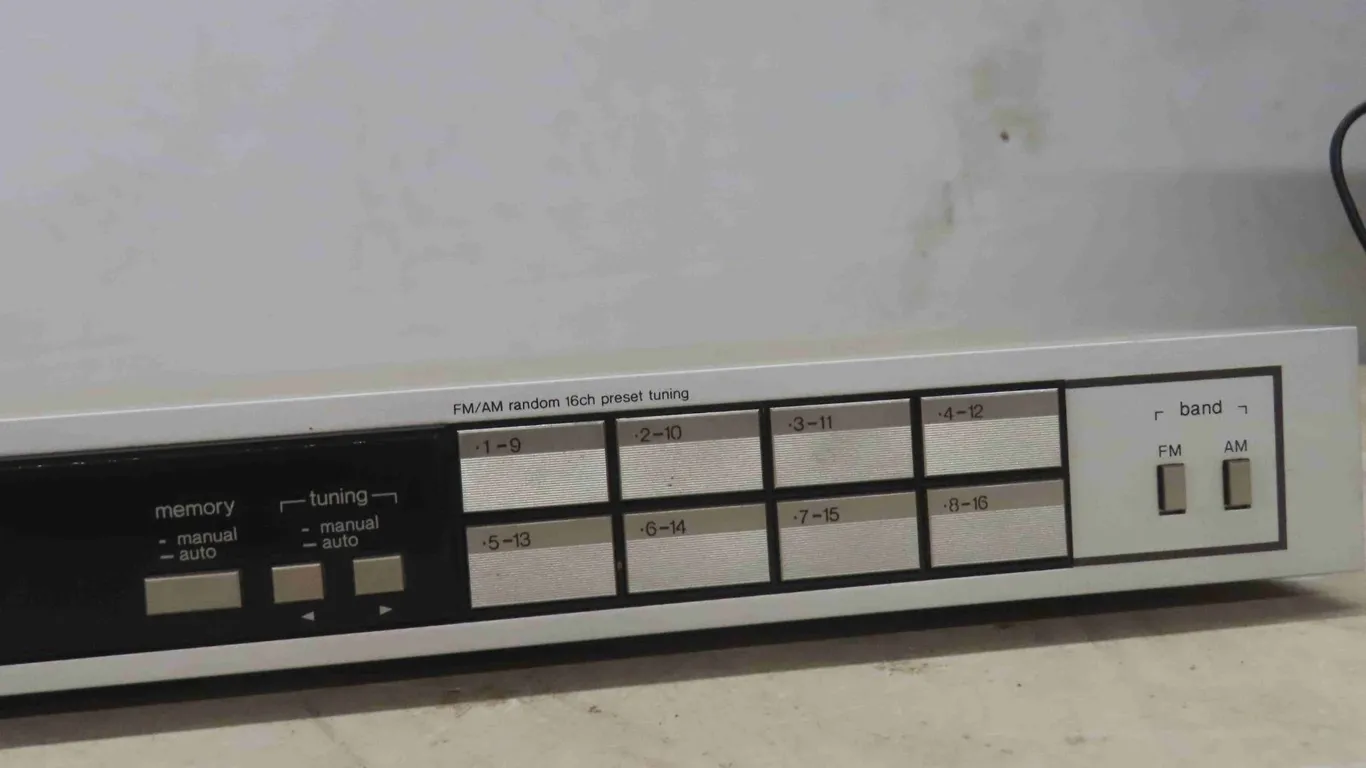 FM/AM random 16ch preset tuning
memory
- manual
– auto
tuning
- manual
– auto
◄
►
·1–9
·2–10
·3–11
·4–12
·5–13
·6–14
·7–15
·8–16
band
FM
AM